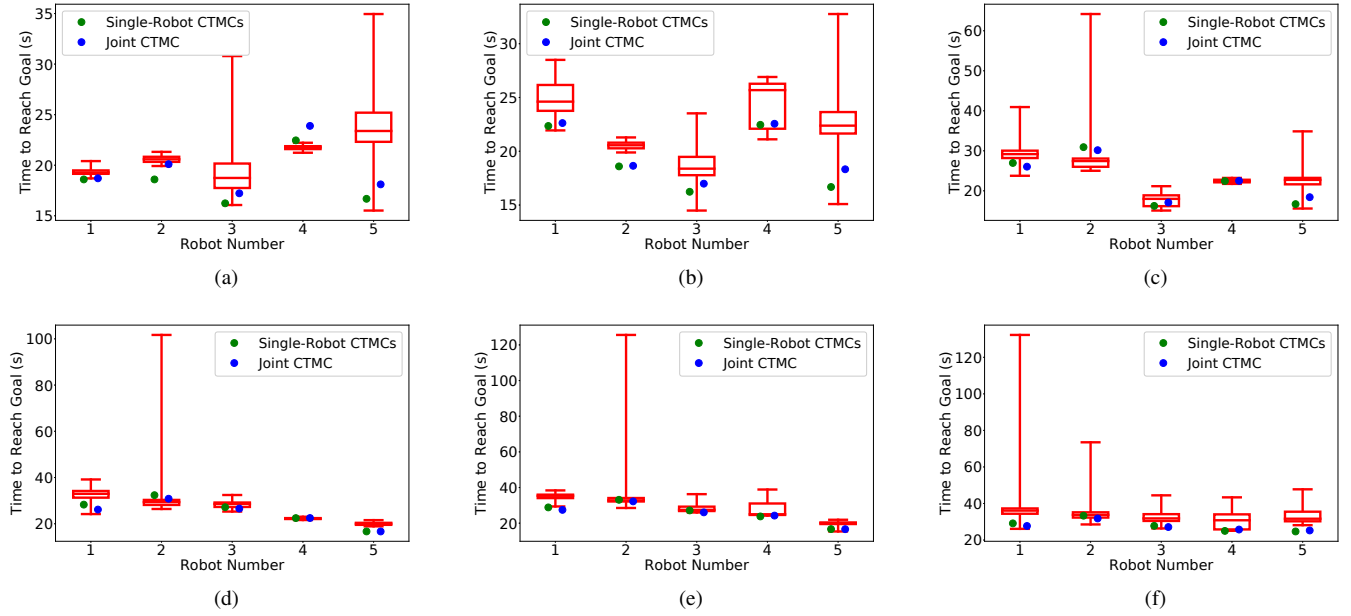 35
30
25
20
15
Time to Reach Goal (s)
Single-Robot CTMCs
Joint CTMC
1 2 3 4 5
Robot Number
(a)
30
25
20
15
Time to Reach Goal (s)
Single-Robot CTMCs
Joint CTMC
1 2 3 4 5
Robot Number
(b)
60
50
40
30
20
Time to Reach Goal (s)
Single-Robot CTMCs
Joint CTMC
1 2 3 4 5
Robot Number
(c)
100
80
60
40
20
Time to Reach Goal (s)
Single-Robot CTMCs
Joint CTMC
1 2 3 4 5
Robot Number
(d)
120
100
80
60
40
20
Time to Reach Goal (s)
Single-Robot CTMCs
Joint CTMC
1 2 3 4 5
Robot Number
(e)
120
100
80
60
40
20
Time to Reach Goal (s)
Single-Robot CTMCs
Joint CTMC
1 2 3 4 5
Robot Number
(f)